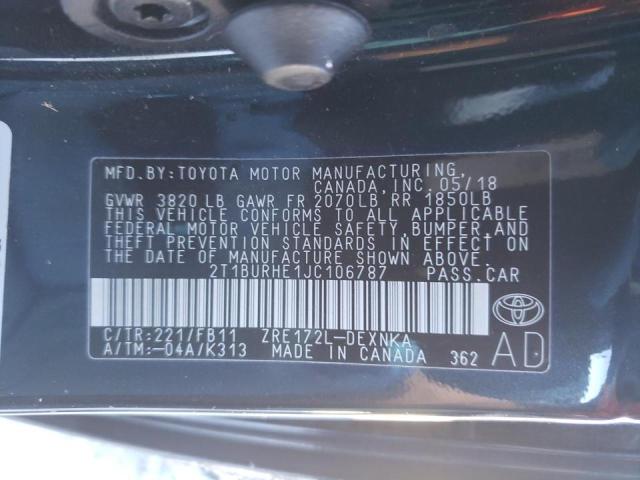 MFD.BY:TOYOTA MOTOR MANUFACTURING,
CANADA, INC. 05/18
GVWR 3820 LB GAWR FR 2070LB RR 1850LB
THIS VEHICLE CONFORMS TO ALL APPLICABLE
FEDERAL MOTOR VEHICLE SAFETY, BUMPER, AND
THEFT PREVENTION STANDARDS IN EFFECT ON
THE DATE OF MANUFACTURE SHOWN ABOVE.
2T1BURHE1JC106787 PASS.CAR
C/TR:221/FB11 ZRE172L-DEXNKA
A/TM:-04A/K313 MADE IN CANADA 362 AD